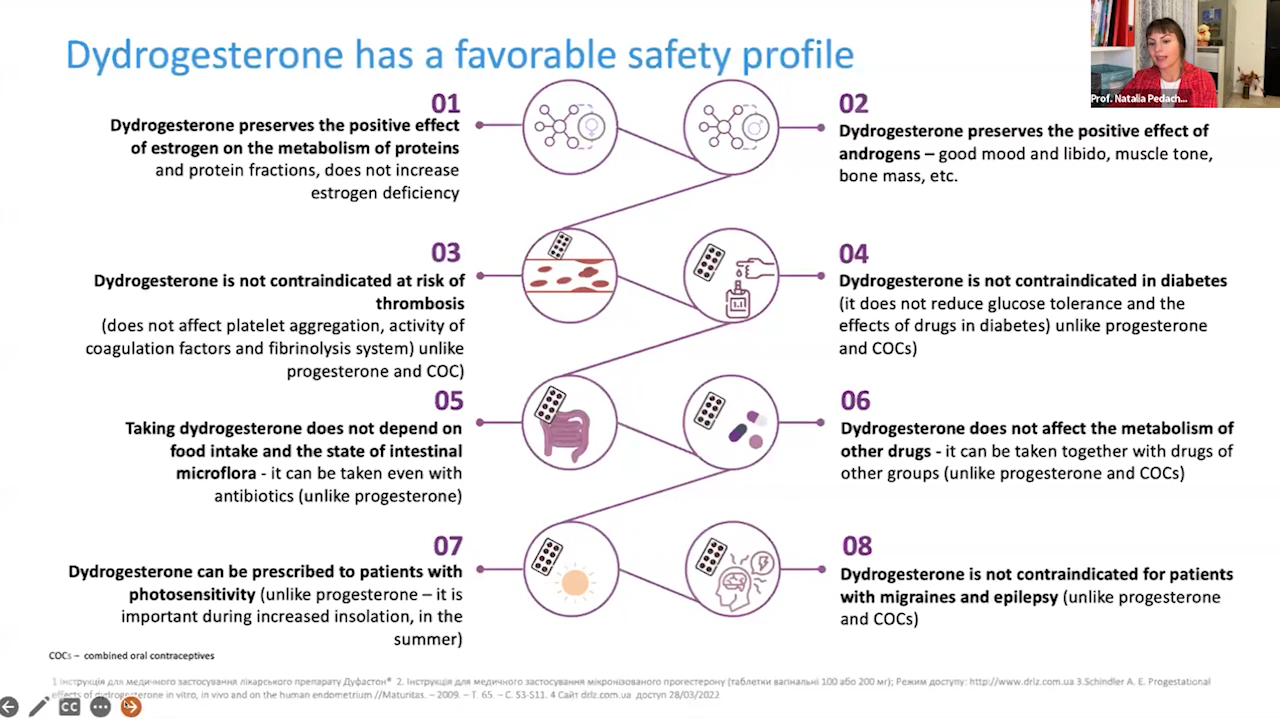 Dydrogesterone has a favorable safety profile
Prof. Natalia Pedach...
01
Dydrogesterone preserves the positive effect
of estrogen on the metabolism of proteins
and protein fractions, does not increase
estrogen deficiency
02
Dydrogesterone preserves the positive effect of
androgens – good mood and libido, muscle tone,
bone mass, etc.
03
Dydrogesterone is not contraindicated at risk of
thrombosis
(does not affect platelet aggregation, activity of
coagulation factors and fibrinolysis system) unlike
progesterone and COC)
04
Dydrogesterone is not contraindicated in diabetes
(it does not reduce glucose tolerance and the
effects of drugs in diabetes) unlike progesterone
and COCs)
1.1
05
Taking dydrogesterone does not depend on
food intake and the state of intestinal
microflora - it can be taken even with
antibiotics (unlike progesterone)
06
Dydrogesterone does not affect the metabolism of
other drugs - it can be taken together with drugs of
other groups (unlike progesterone and COCs)
07
Dydrogesterone can be prescribed to patients with
photosensitivity (unlike progesterone – it is
important during increased insolation, in the
summer)
08
Dydrogesterone is not contraindicated for patients
with migraines and epilepsy (unlike progesterone
and COCs)
COCs – combined oral contraceptives
1 Інструкція для медичного застосування лікарського препарату Дуфастон® 2. Інструкція для медичного застосування мікронізованого прогестерону (таблетки вагінальні 100 або 200 мг); Режим доступу: http://www.drlz.com.ua 3.Schindler A. E. Progestational
effects of dydrogesterone in vitro, in vivo and on the human endometrium //Maturitas. – 2009. – T. 65. – С. 53-S11. 4 Сайт drlz.com.ua доступ 28/03/2022
CC